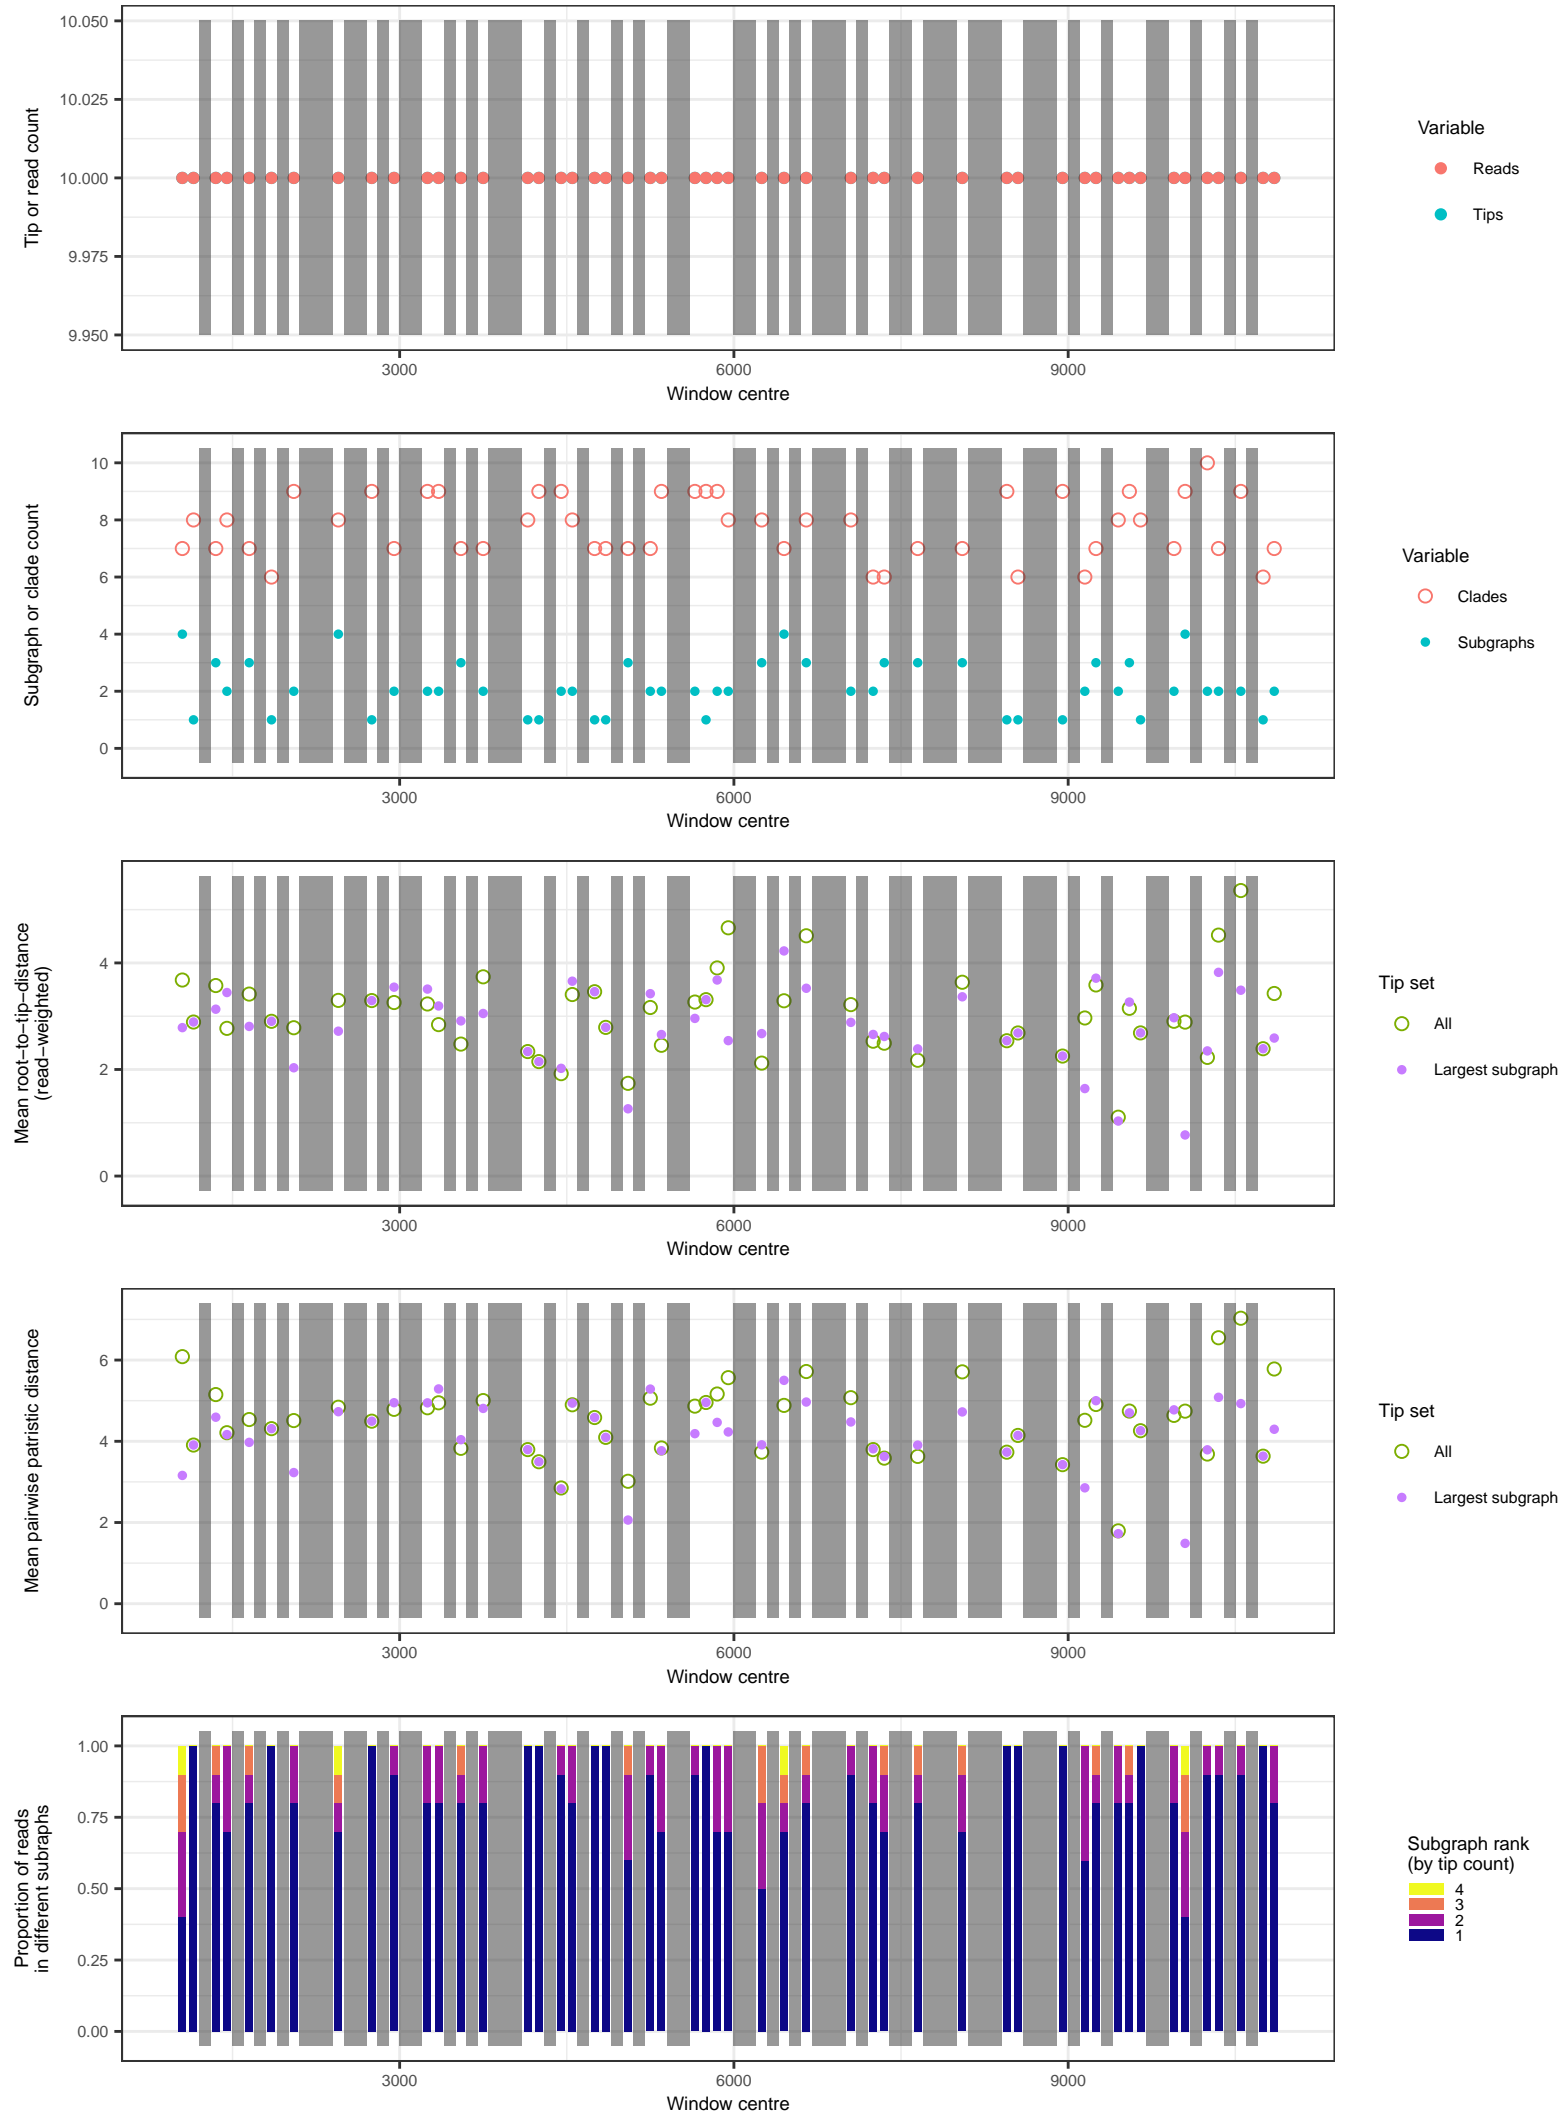 10.050
10.025
10.000
9.975
9.950
Tip or read count
3000
6000
9000
Window centre
Variable
Reads
Tips
10
8
6
4
2
0
Subgraph or clade count
3000
6000
9000
Window centre
Variable
Clades
Subgraphs
4
2
0
Mean root−to−tip−distance
(read−weighted)
3000
6000
9000
Window centre
Tip set
All
Largest subgraph
6
4
2
0
Mean pairwise patristic distance
3000
6000
9000
Window centre
Tip set
All
Largest subgraph
1.00
0.75
0.50
0.25
0.00
Proportion of reads
in different subraphs
3000
6000
9000
Window centre
Subgraph rank
(by tip count)
4
3
2
1